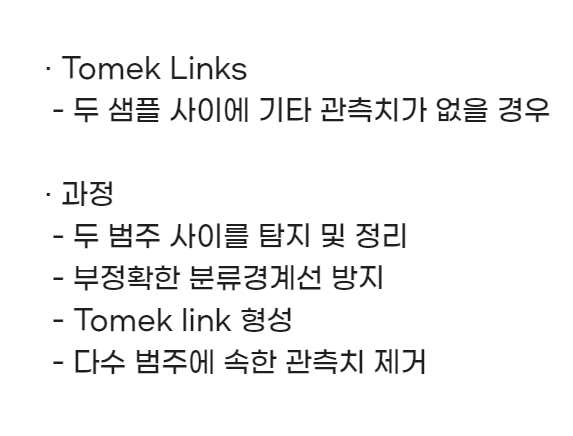 · Tomek Links
- 두 샘플 사이에 기타 관측치가 없을 경우
· 과정
- 두 범주 사이를 탐지 및 정리
- 부정확한 분류경계선 방지
- Tomek link 형성
- 다수 범주에 속한 관측치 제거